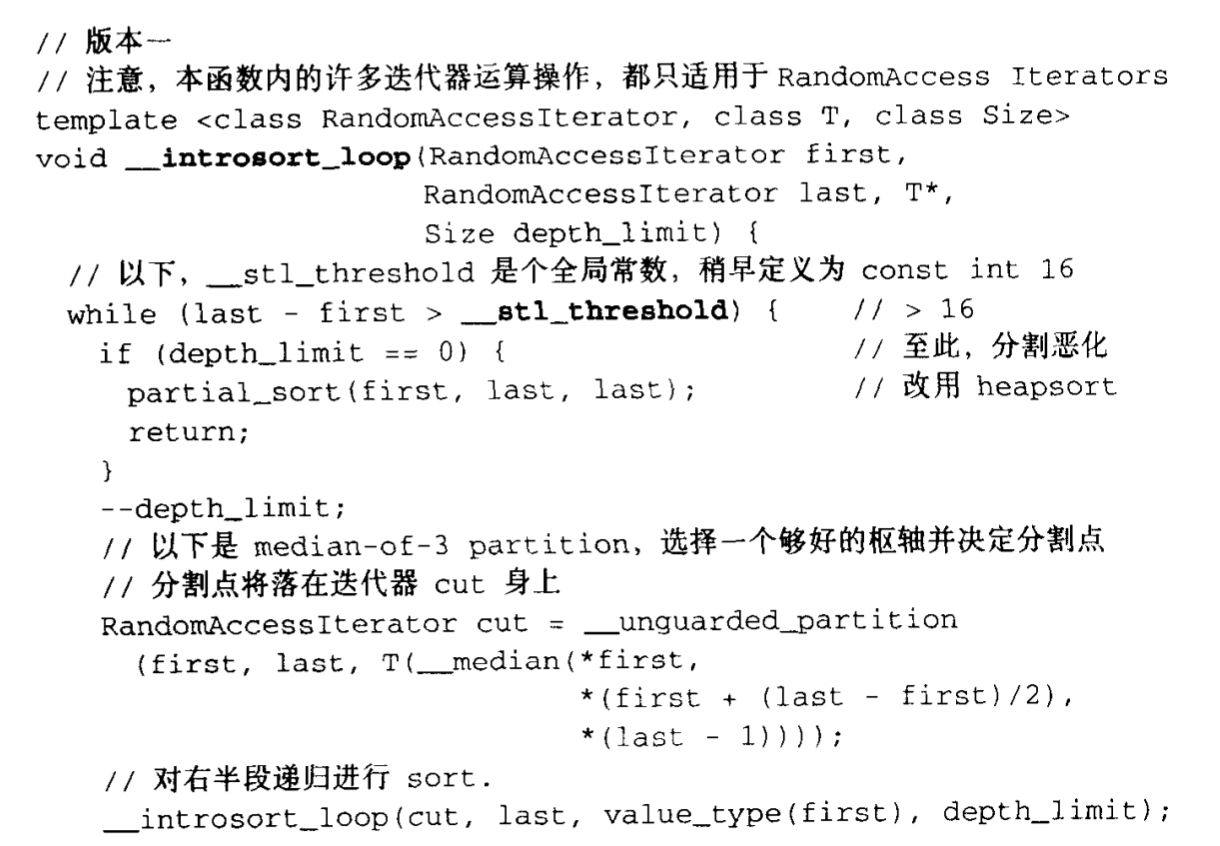 // 版本一
// 注意，本函数内的许多迭代器运算操作，都只适用于 RandomAccess Iterators
template <class RandomAccessIterator, class T, class Size>
void __introsort_loop(RandomAccessIterator first,
                      RandomAccessIterator last, T*,
                      Size depth_limit) {
  // 以下，__stl_threshold 是个全局常数，稍早定义为 const int 16
  while (last - first > __stl_threshold) {    // > 16
    if (depth_limit == 0) {                   // 至此，分割恶化
      partial_sort(first, last, last);        // 改用 heapsort
      return;
    }
    --depth_limit;
    // 以下是 median-of-3 partition，选择一个够好的枢轴并决定分割点
    // 分割点将落在迭代器 cut 身上
    RandomAccessIterator cut = __unguarded_partition
      (first, last, T(__median(*first,
                               *(first + (last - first)/2),
                               *(last - 1))));
    // 对右半段递归进行 sort.
    __introsort_loop(cut, last, value_type(first), depth_limit);